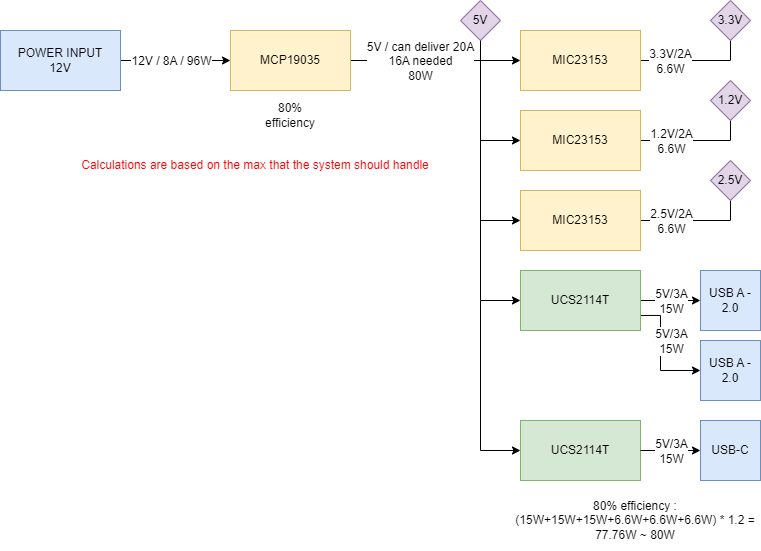 POWER INPUT
12V
12V / 8A / 96W
MCP19035
80%
efficiency
5V / can deliver 20A
16A needed
80W
5V
Calculations are based on the max that the system should handle
MIC23153
3.3V/2A
6.6W
3.3V
MIC23153
1.2V/2A
6.6W
1.2V
MIC23153
2.5V/2A
6.6W
2.5V
UCS2114T
5V/3A
15W
USB A -
2.0
5V/3A
15W
USB A -
2.0
UCS2114T
5V/3A
15W
USB-C
80% efficiency :
(15W+15W+15W+6.6W+6.6W+6.6W) * 1.2 =
77.76W ~ 80W